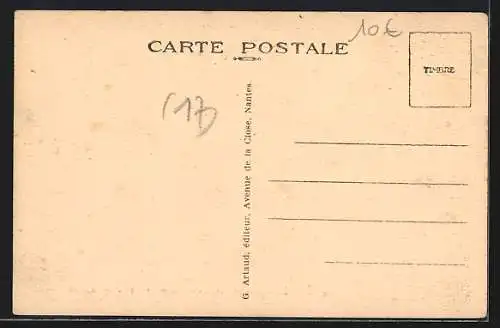 10€
CARTE POSTALE
TIMBRE
(17)
G. Artaud, éditeur, Avenue de la Close, Nantes.